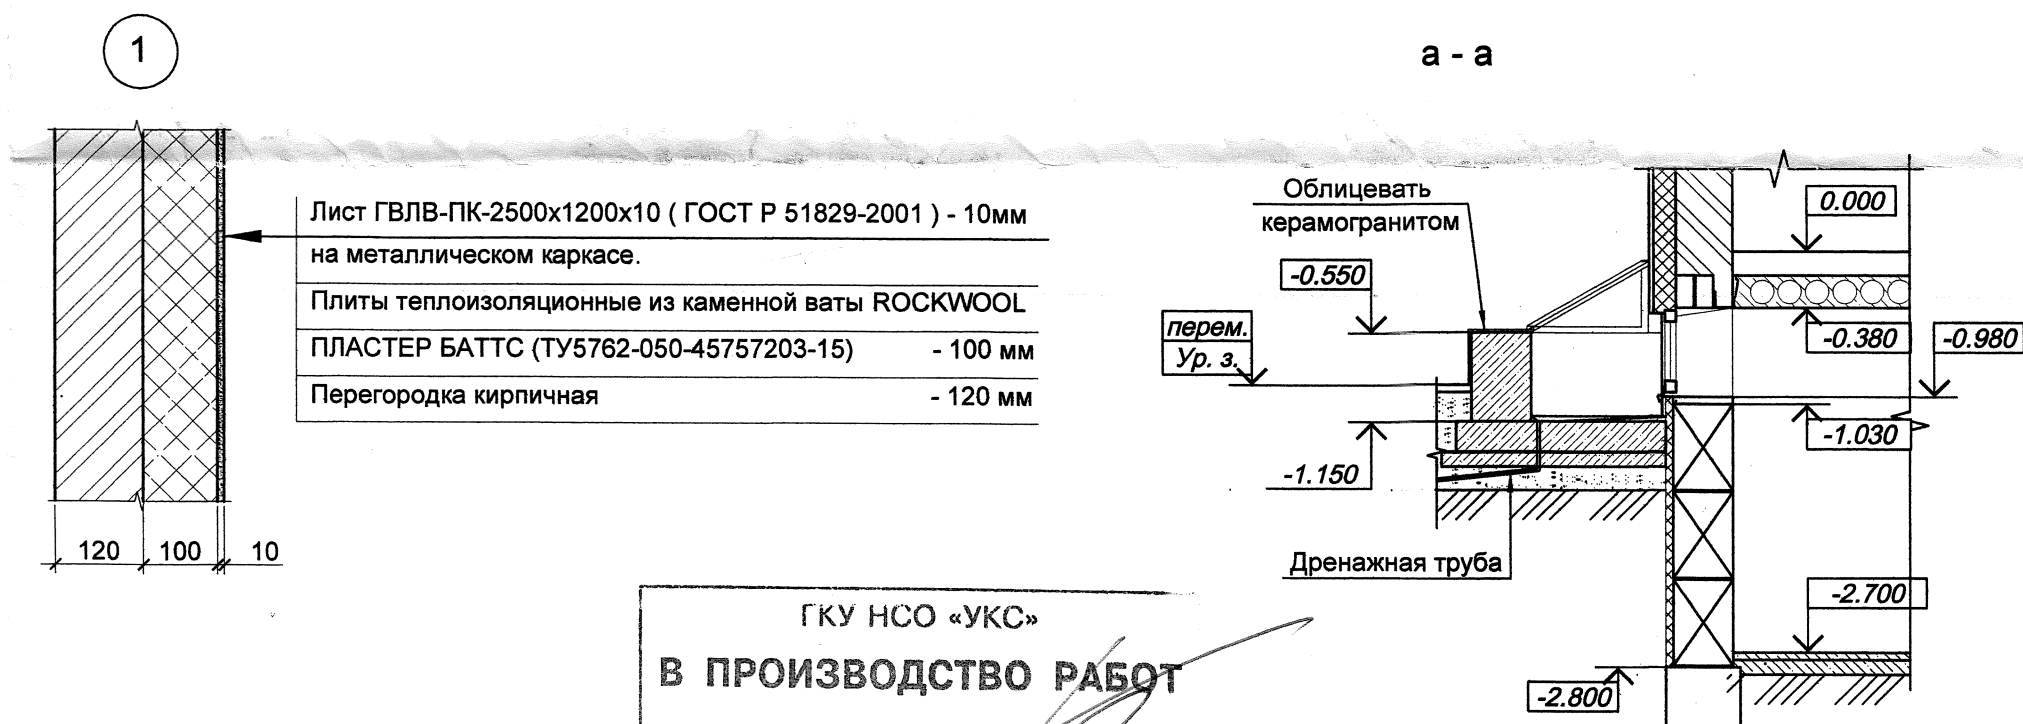 1
Лист ГВЛВ-ПК-2500х1200х10 ( ГОСТ Р 51829-2001 ) - 10мм
на металлическом каркасе.
Плиты теплоизоляционные из каменной ваты ROCKWOOL
ПЛАСТЕР БАТТС (ТУ5762-050-45757203-15) - 100 мм
Перегородка кирпичная - 120 мм
120 100 10
а - а
Облицевать
керамогранитом
0.000
-0.550
перем.
Ур. з.
-0.380
-0.980
-1.030
-1.150
Дренажная труба
-2.700
-2.800
ГКУ НСО «УКС»
В ПРОИЗВОДСТВО РАБОТ